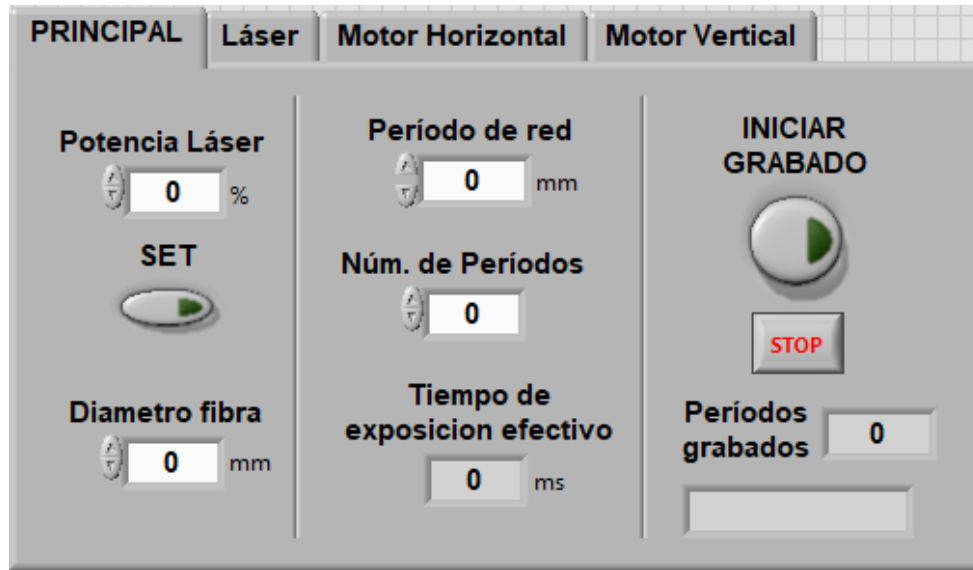 PRINCIPAL Láser Motor Horizontal Motor Vertical
Potencia Láser
0 %
SET
Diametro fibra
0 mm
Período de red
0 mm
Núm. de Períodos
0
Tiempo de
exposicion efectivo
0 ms
INICIAR
GRABADO
STOP
Períodos
grabados
0